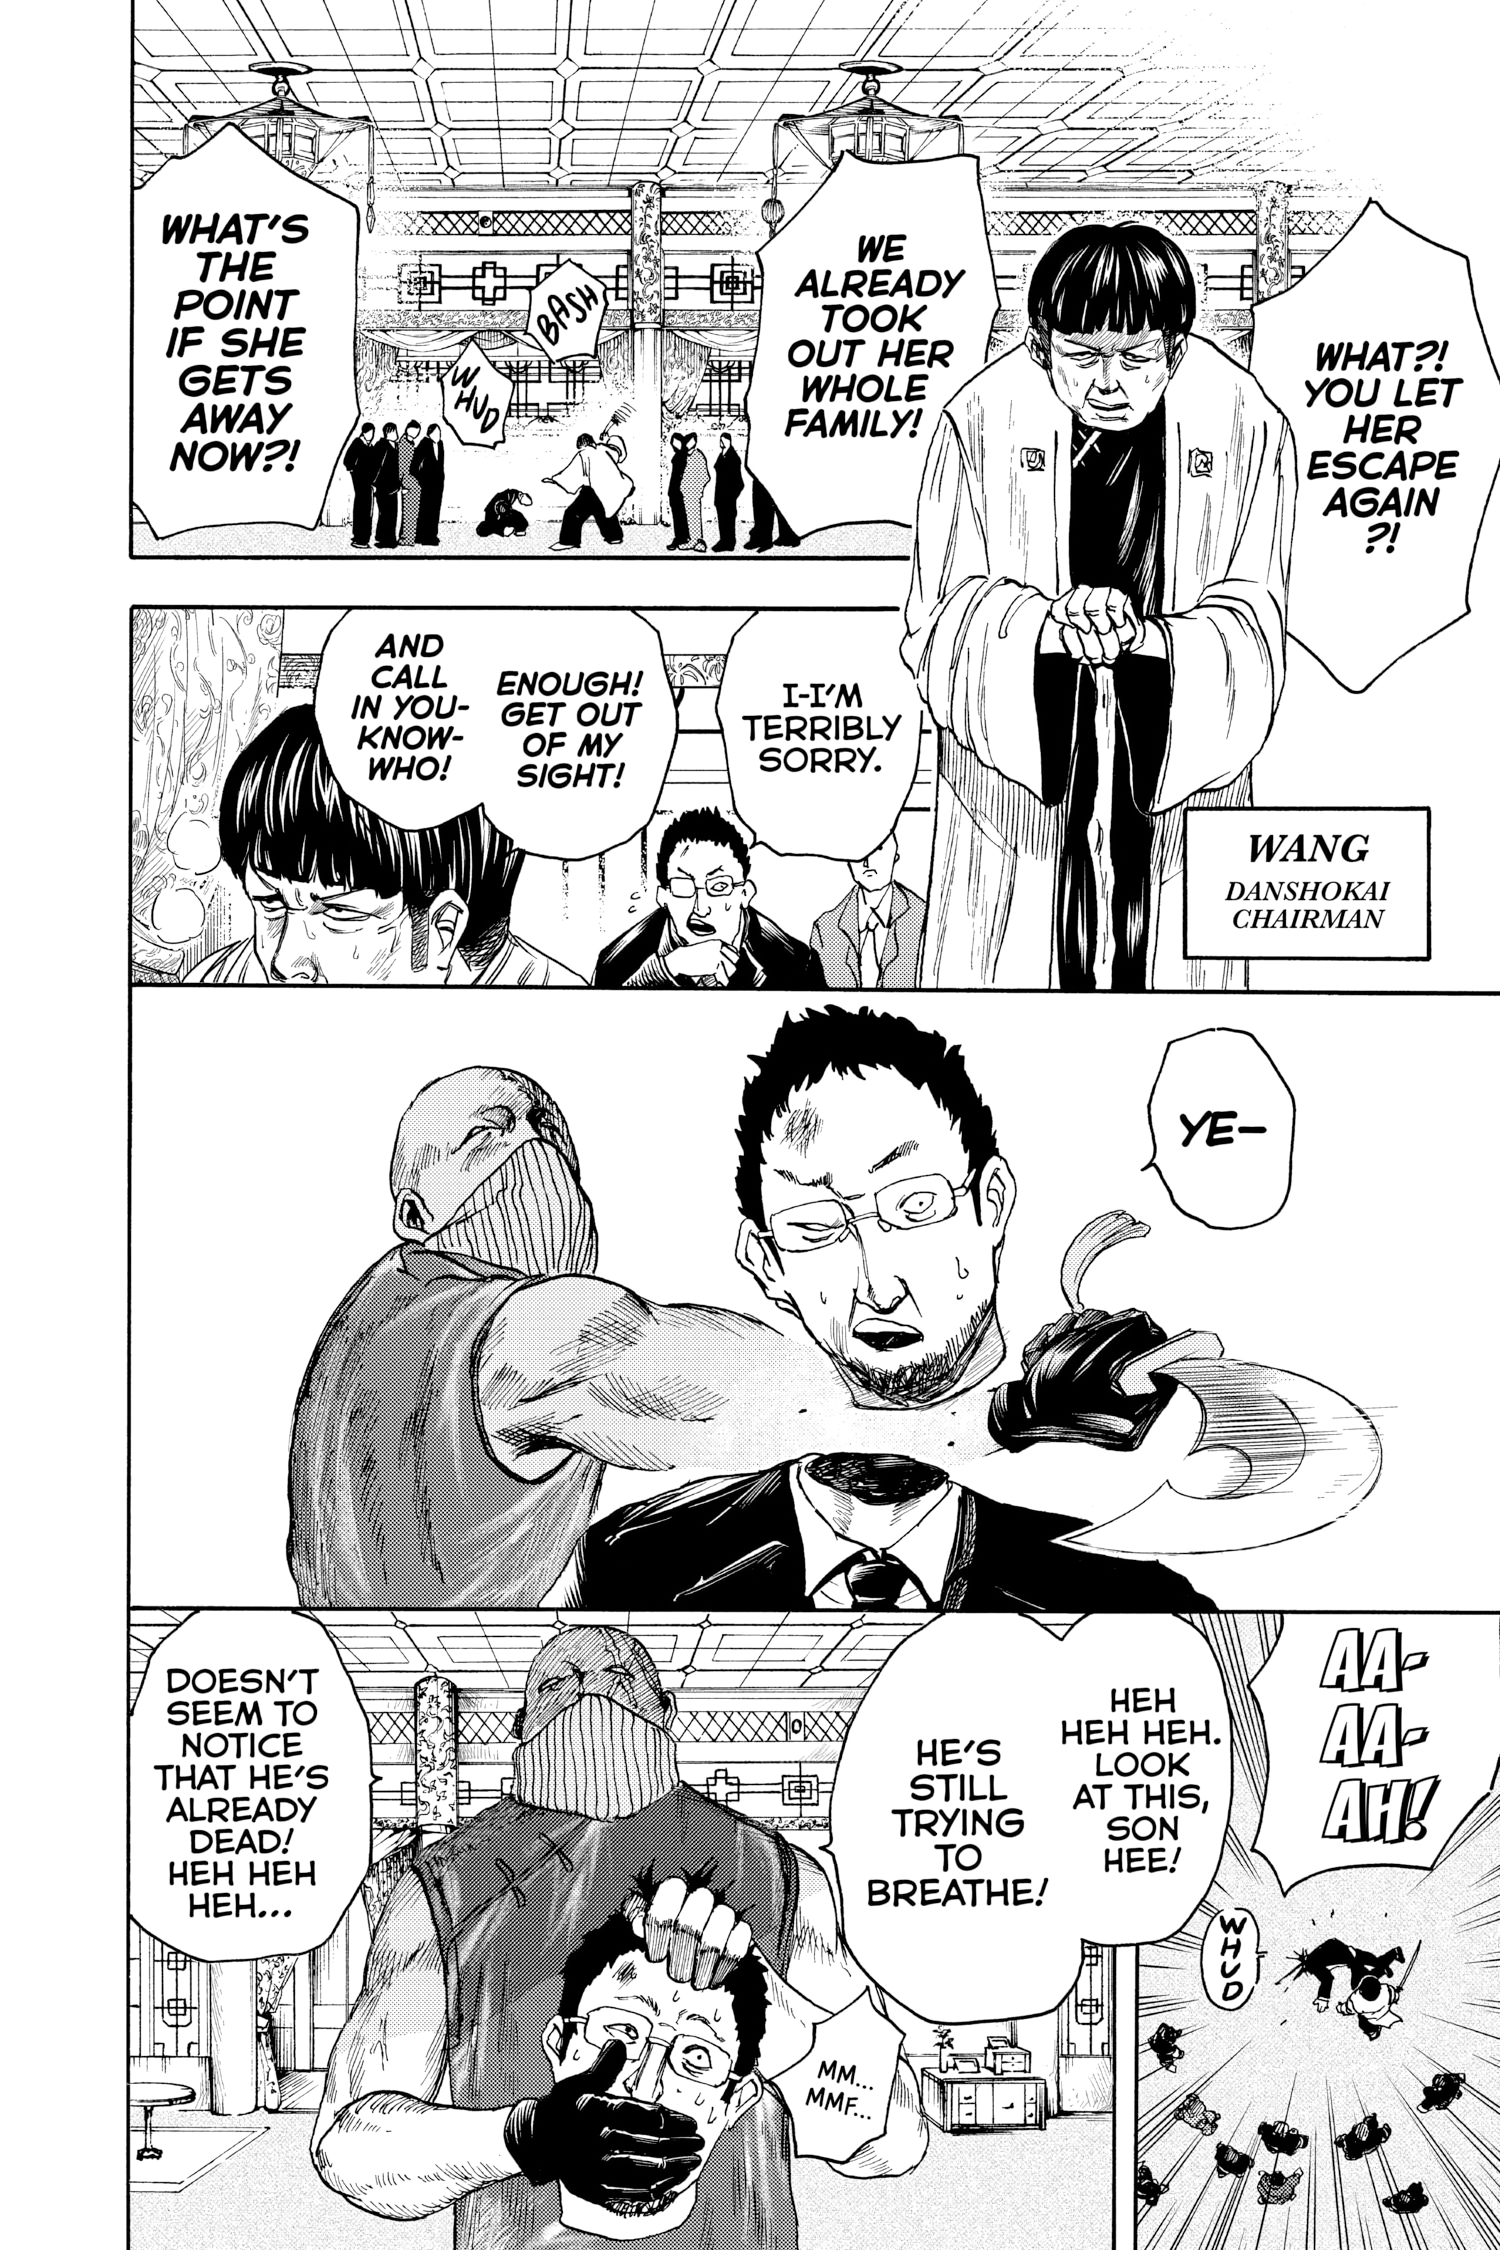 WHAT?!
YOU LET
HER
ESCAPE
AGAIN
?!
WE
ALREADY
TOOK
OUT HER
WHOLE
FAMILY!
BASH
WHUD
WHAT'S
THE
POINT
IF SHE
GETS
AWAY
NOW?!
WANG
DANSHOKAI
CHAIRMAN
I-I'M
TERRIBLY
SORRY.
ENOUGH!
GET OUT
OF MY
SIGHT!
AND
CALL
IN YOU-
KNOW-
WHO!
YE–
AA-
AA-
AH!
WHUD
HEH
HEH HEH.
LOOK
AT THIS,
SON
HEE!
HE'S
STILL
TRYING
TO
BREATHE!
MM...
MMF...
DOESN'T
SEEM TO
NOTICE
THAT HE'S
ALREADY
DEAD!
HEH HEH
HEH...